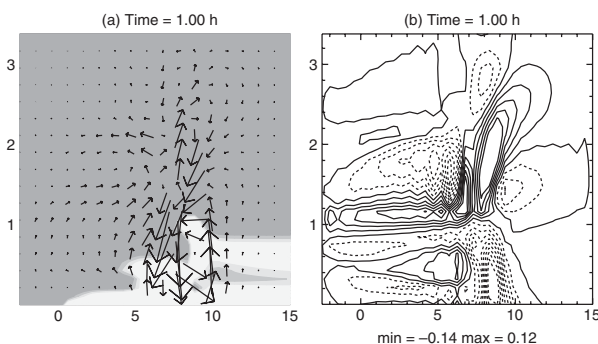 (a) Time = 1.00 h
3
2
1
0 5 10 15
(b) Time = 1.00 h
3
2
1
0 5 10 15
min = –0.14 max = 0.12